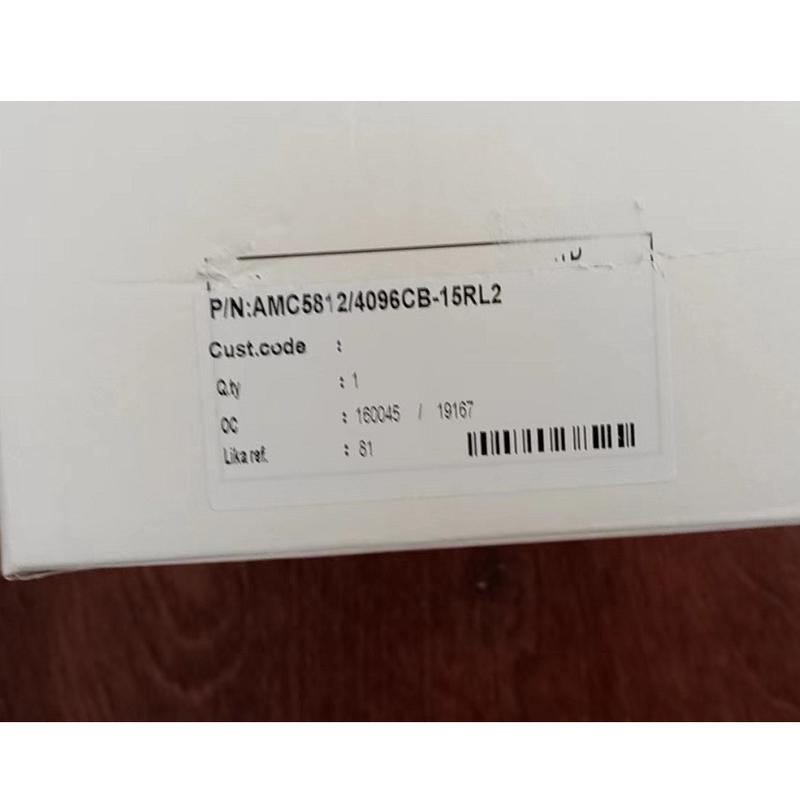 P/N:AMC5812/4096CB-15RL2
Cust.code :
Q.ty : 1
OC : 160045 / 19167
Lika ref. : 81